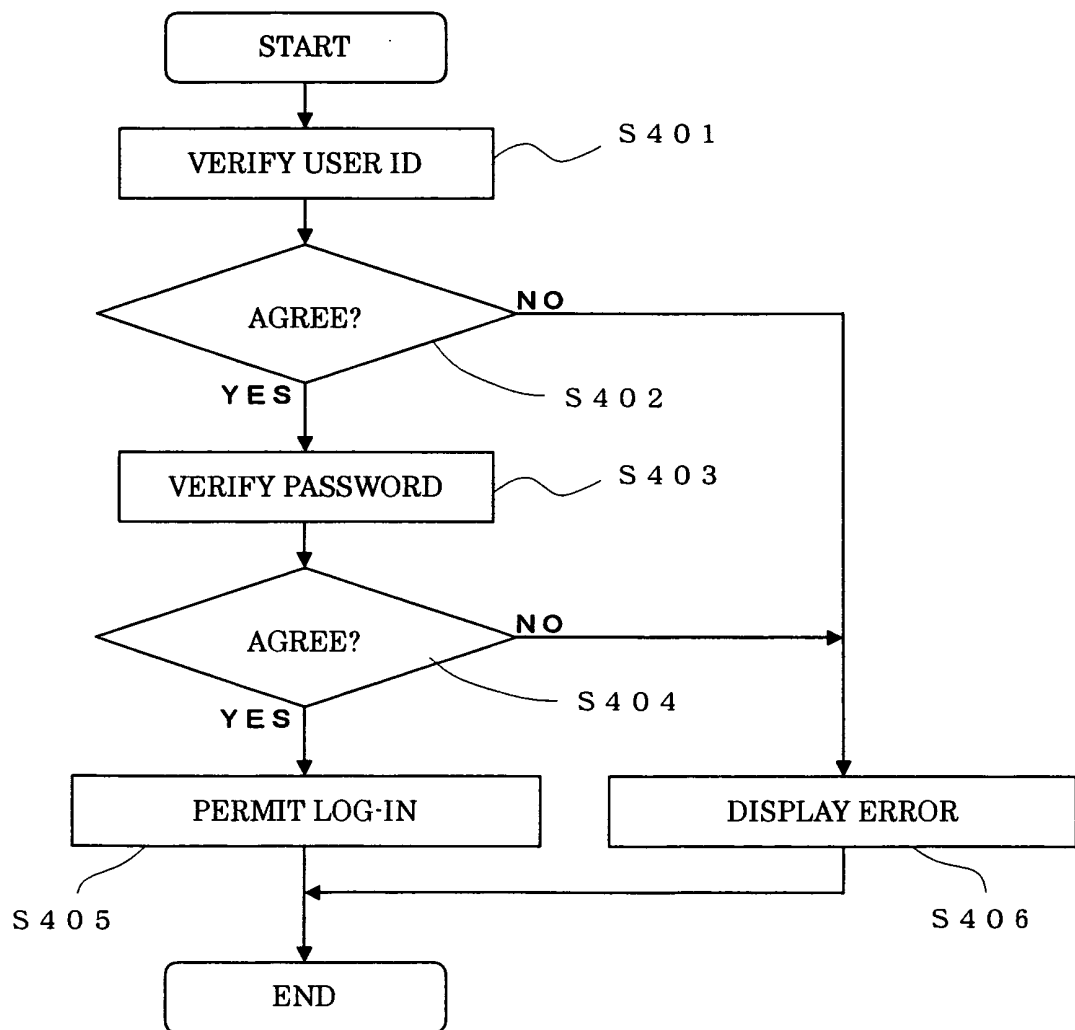 START
VERIFY USER ID
S401
AGREE?
NO
YES
S402
VERIFY PASSWORD
S403
AGREE?
NO
YES
S404
PERMIT LOG-IN
DISPLAY ERROR
S405
S406
END